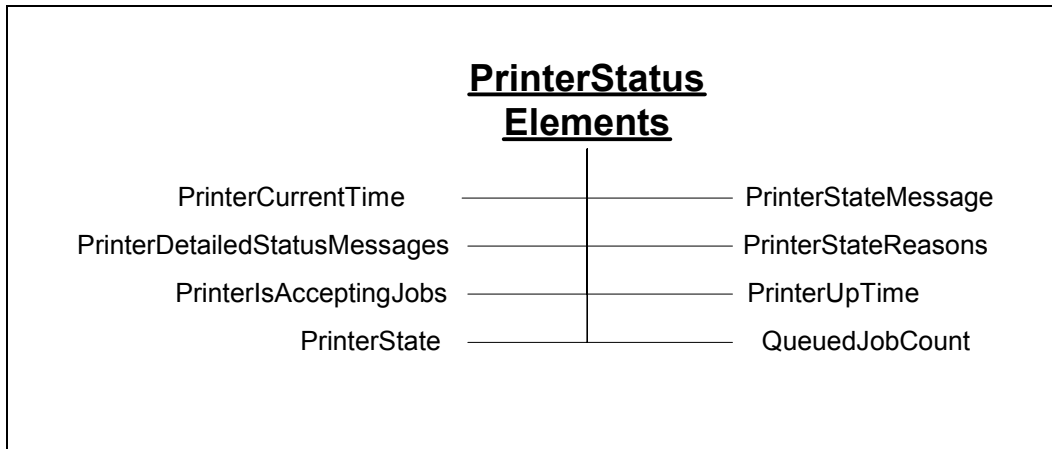 PrinterStatus
Elements
PrinterCurrentTime
PrinterStateMessage
PrinterDetailedStatusMessages
PrinterStateReasons
PrinterIsAcceptingJobs
PrinterUpTime
PrinterState
QueuedJobCount